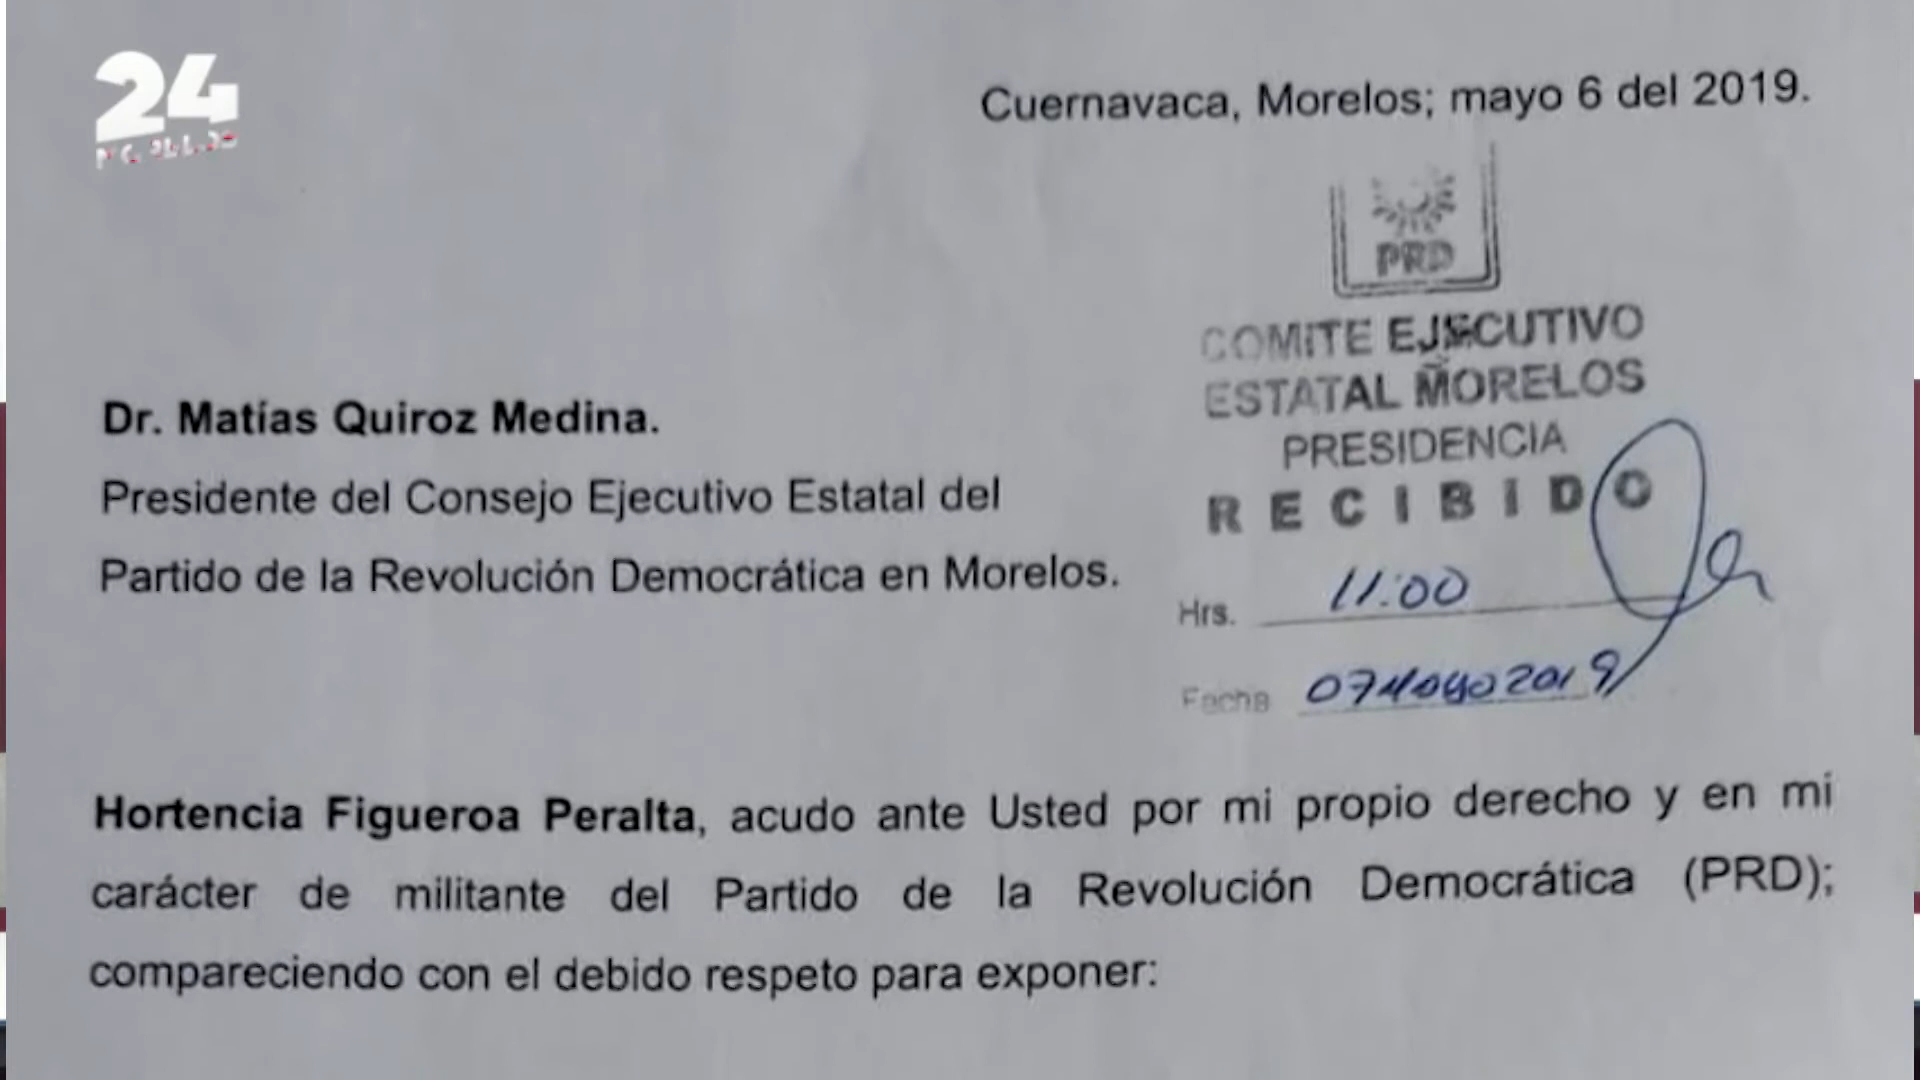 24
Cuernavaca, Morelos; mayo 6 del 2019.
PRD
COMITE EJECUTIVO
ESTATAL MORELOS
PRESIDENCIA
RECIBIDO
Hrs. 11:00
Fecha 07 Mayo 2019
Dr. Matías Quiroz Medina.
Presidente del Consejo Ejecutivo Estatal del
Partido de la Revolución Democrática en Morelos.
Hortencia Figueroa Peralta, acudo ante Usted por mi propio derecho y en mi
carácter de militante del Partido de la Revolución Democrática (PRD);
compareciendo con el debido respeto para exponer: